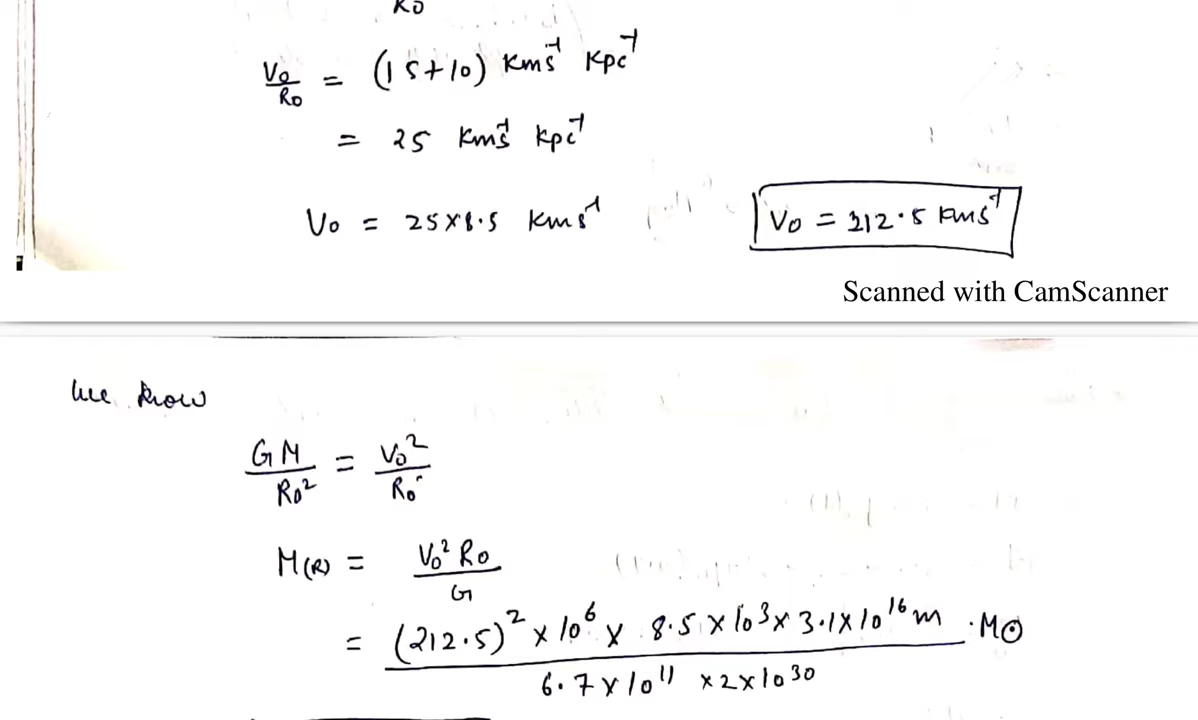 R0
V0/R0 = (15+10) Kms⁻¹ Kpc⁻¹
= 25 Kms⁻¹ kpc⁻¹
V0 = 25×8.5 Kms⁻¹ V0 = 212.5 Kms⁻¹
Scanned with CamScanner
We know
GM/R0² = V0²/R0
M(R) = V0² R0/G
= (212.5)² × 10⁶ × 8.5 × 10³ × 3.1 × 10¹⁶ m/6.7 × 10¹¹ × 2 × 10³⁰ . M⊙